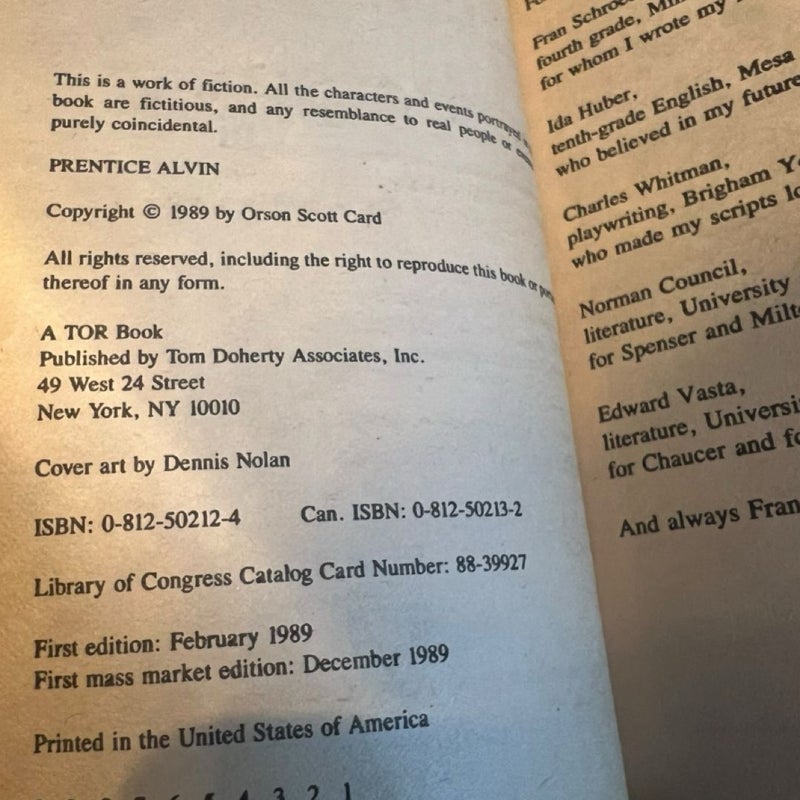 This is a work of fiction. All the characters and events portrayed
book are fictitious, and any resemblance to real people or
purely coincidental.
PRENTICE ALVIN
Copyright © 1989 by Orson Scott Card
All rights reserved, including the right to reproduce this book or
thereof in any form.
A TOR Book
Published by Tom Doherty Associates, Inc.
49 West 24 Street
New York, NY 10010
Cover art by Dennis Nolan
ISBN: 0-812-50212-4 Can. ISBN: 0-812-50213-2
Library of Congress Catalog Card Number: 88-39927
First edition: February 1989
First mass market edition: December 1989
Printed in the United States of America
4 3 2 1
Fran
fourth grade,
for whom I wrote my
Ida Huber,
tenth-grade English, Mesa
who believed in my future
Charles Whitman,
playwriting, Brigham
who made my scripts
Norman Council,
literature, University
for Spenser and
Edward Vasta,
literature,
for Chaucer and
And always